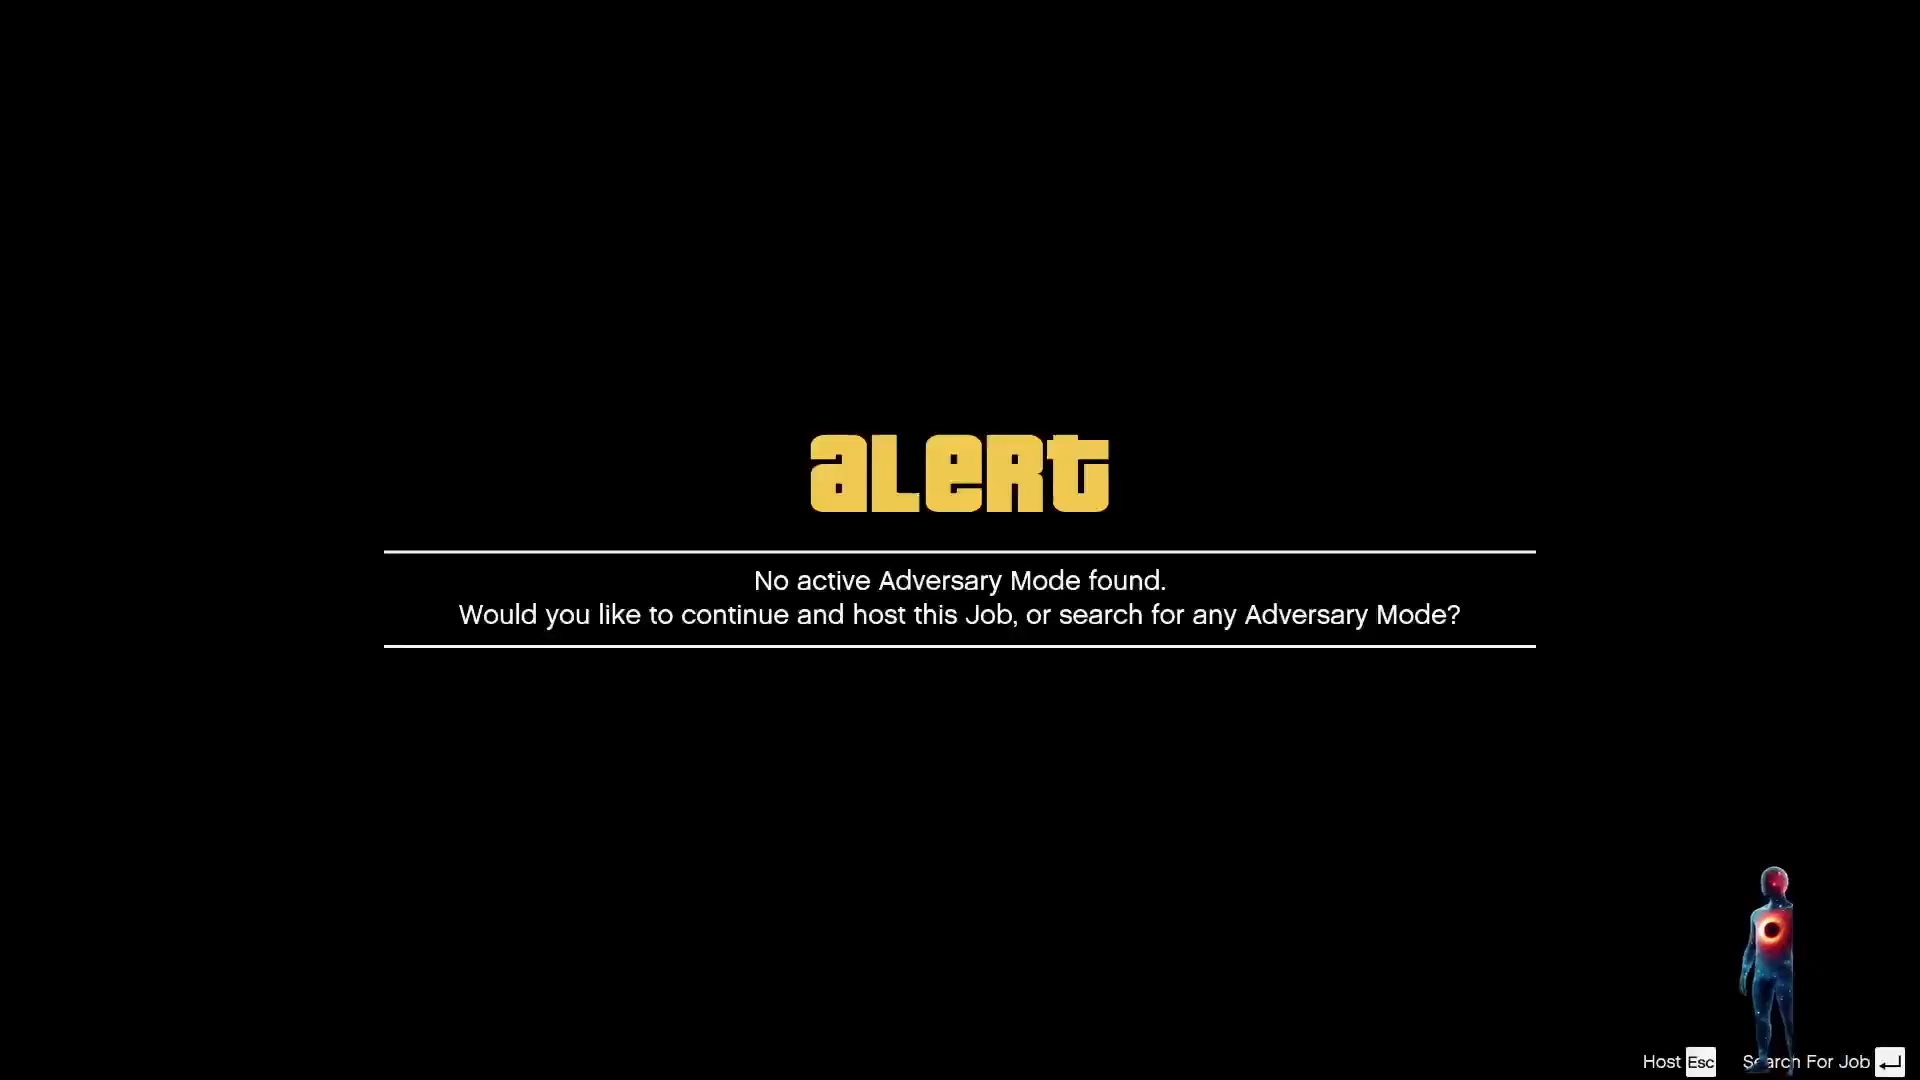 aLeRt
No active Adversary Mode found.
Would you like to continue and host this Job, or search for any Adversary Mode?
Host Esc Search For Job